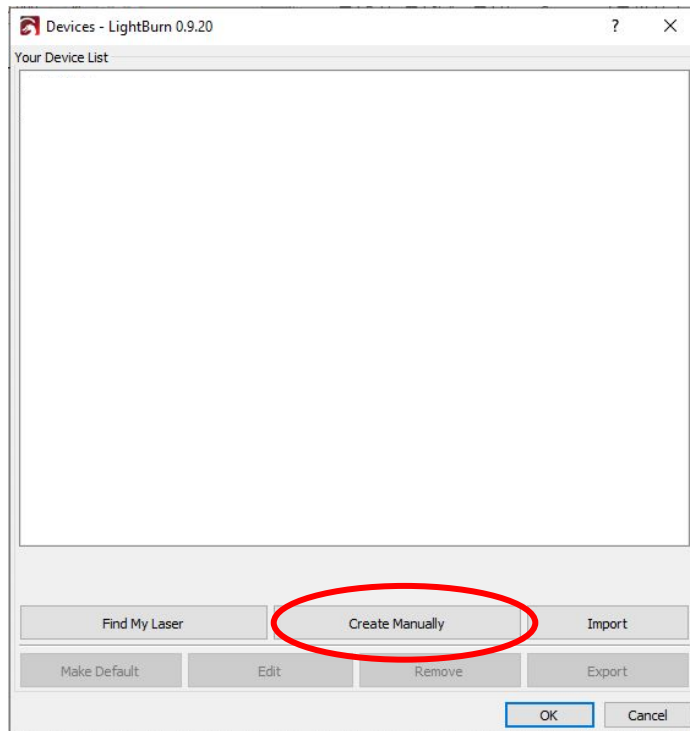 Devices - LightBurn 0.9.20 ? X
Your Device List
Find My Laser Create Manually Import
Make Default Edit Remove Export
OK Cancel